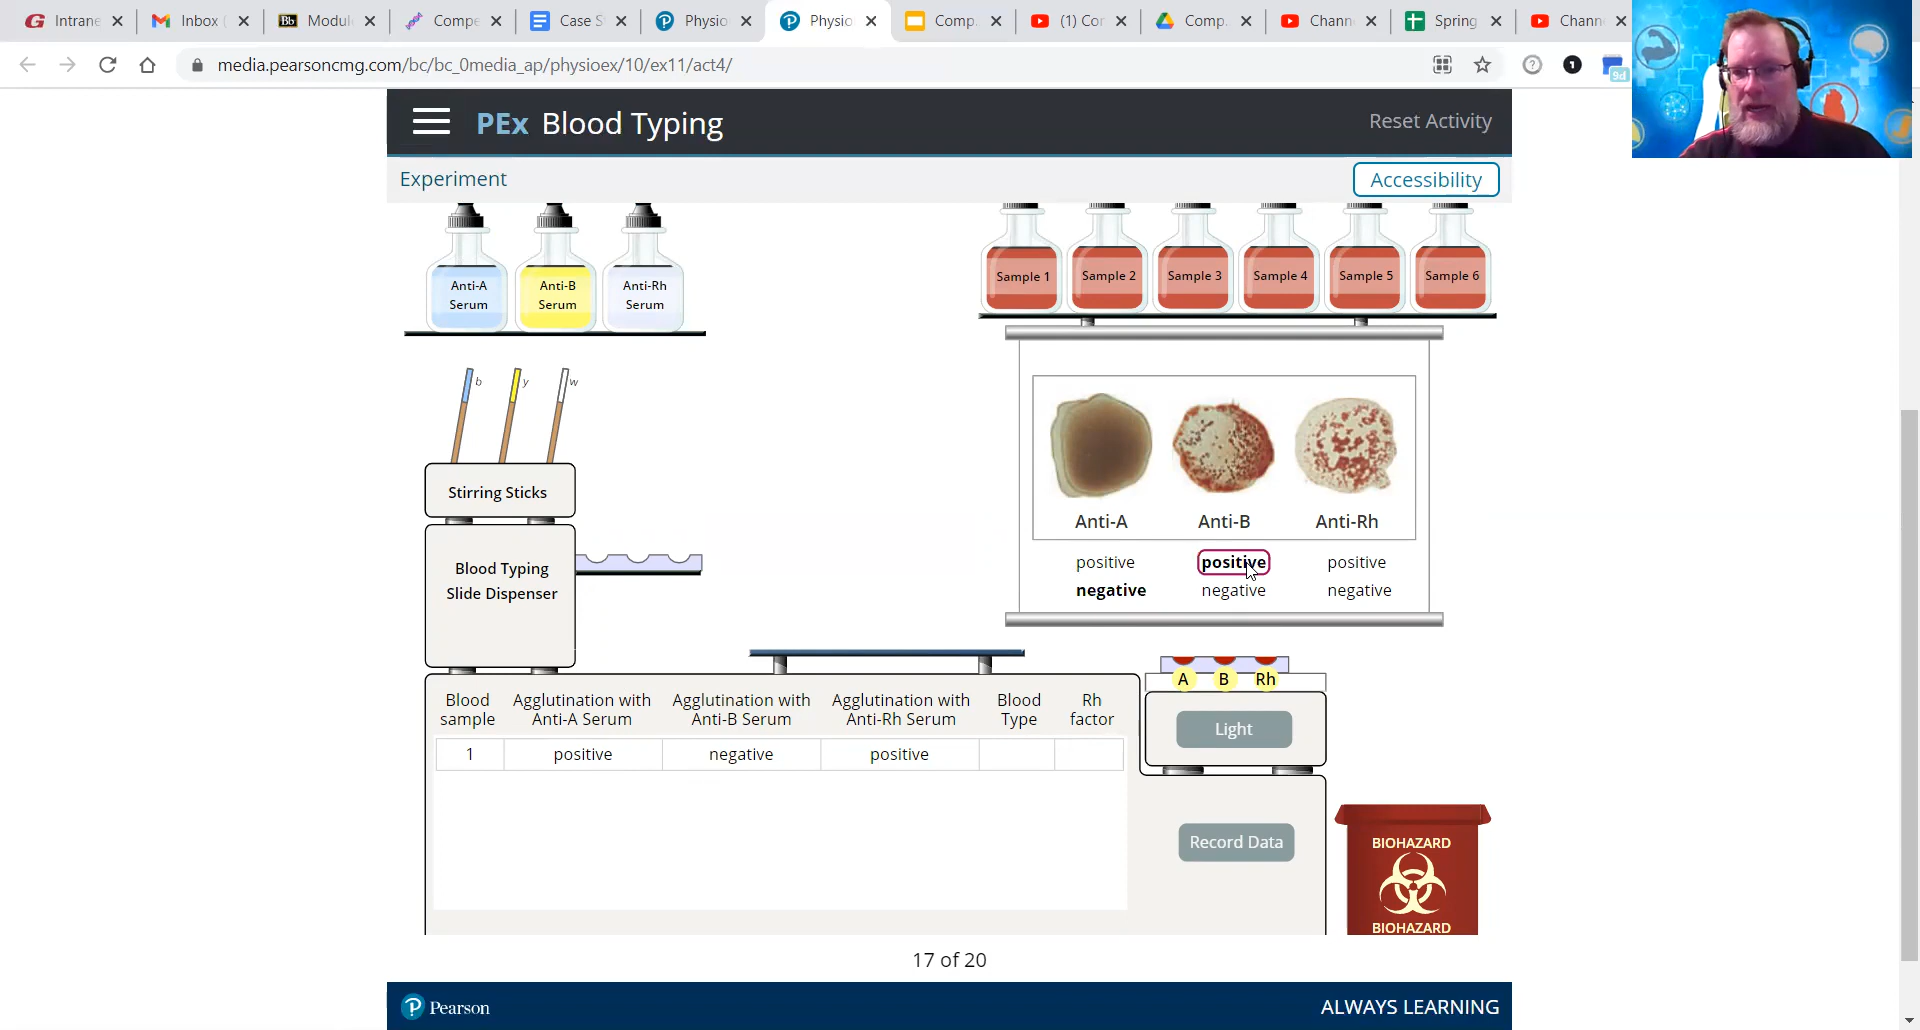 Intrane
Inbox (
Bb Modul
Compe
Case S
Physio
Physio
Comp.
(1) Cor
Comp.
Chann
Spring
Chann
media.pearsoncmg.com/bc/bc_0media_ap/physioex/10/ex11/act4/
9d
PEx Blood Typing
Reset Activity
Experiment
Accessibility
Anti-A Serum
Anti-B Serum
Anti-Rh Serum
Sample 1
Sample 2
Sample 3
Sample 4
Sample 5
Sample 6
b y w
Stirring Sticks
Blood Typing
Slide Dispenser
Anti-A Anti-B Anti-Rh
positive positive positive
negative negative negative
A B Rh
Light
Blood sample
Agglutination with Anti-A Serum
Agglutination with Anti-B Serum
Agglutination with Anti-Rh Serum
Blood Type
Rh factor
1 positive negative positive
Record Data
BIOHAZARD
BIOHAZARD
17 of 20
P Pearson
ALWAYS LEARNING